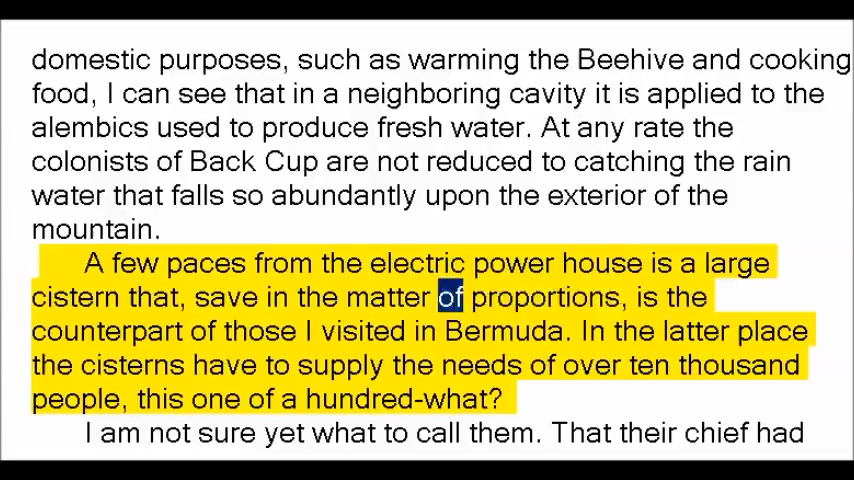 domestic purposes, such as warming the Beehive and cooking
food, I can see that in a neighboring cavity it is applied to the
alembics used to produce fresh water. At any rate the
colonists of Back Cup are not reduced to catching the rain
water that falls so abundantly upon the exterior of the
mountain.
A few paces from the electric power house is a large
cistern that, save in the matter of proportions, is the
counterpart of those I visited in Bermuda. In the latter place
the cisterns have to supply the needs of over ten thousand
people, this one of a hundred-what?
I am not sure yet what to call them. That their chief had